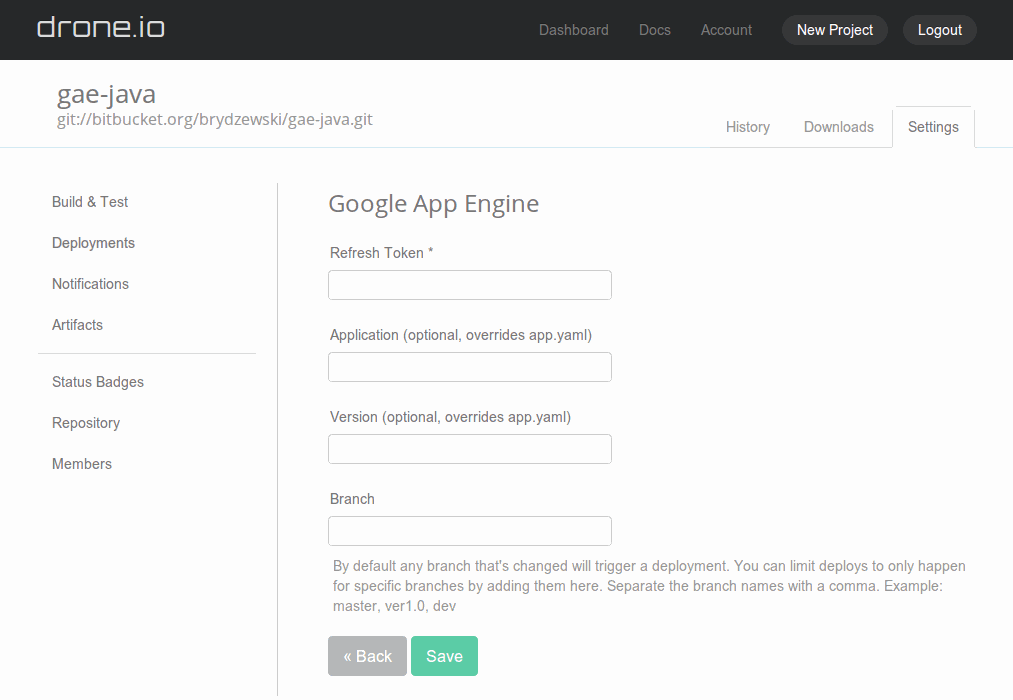 drone.io
Dashboard Docs Account New Project Logout
gae-java
git://bitbucket.org/brydzewski/gae-java.git
History Downloads Settings
Build & Test
Deployments
Notifications
Artifacts
Status Badges
Repository
Members
Google App Engine
Refresh Token *
Application (optional, overrides app.yaml)
Version (optional, overrides app.yaml)
Branch
By default any branch that's changed will trigger a deployment. You can limit deploys to only happen
for specific branches by adding them here. Separate the branch names with a comma. Example:
master, ver1.0, dev
« Back Save